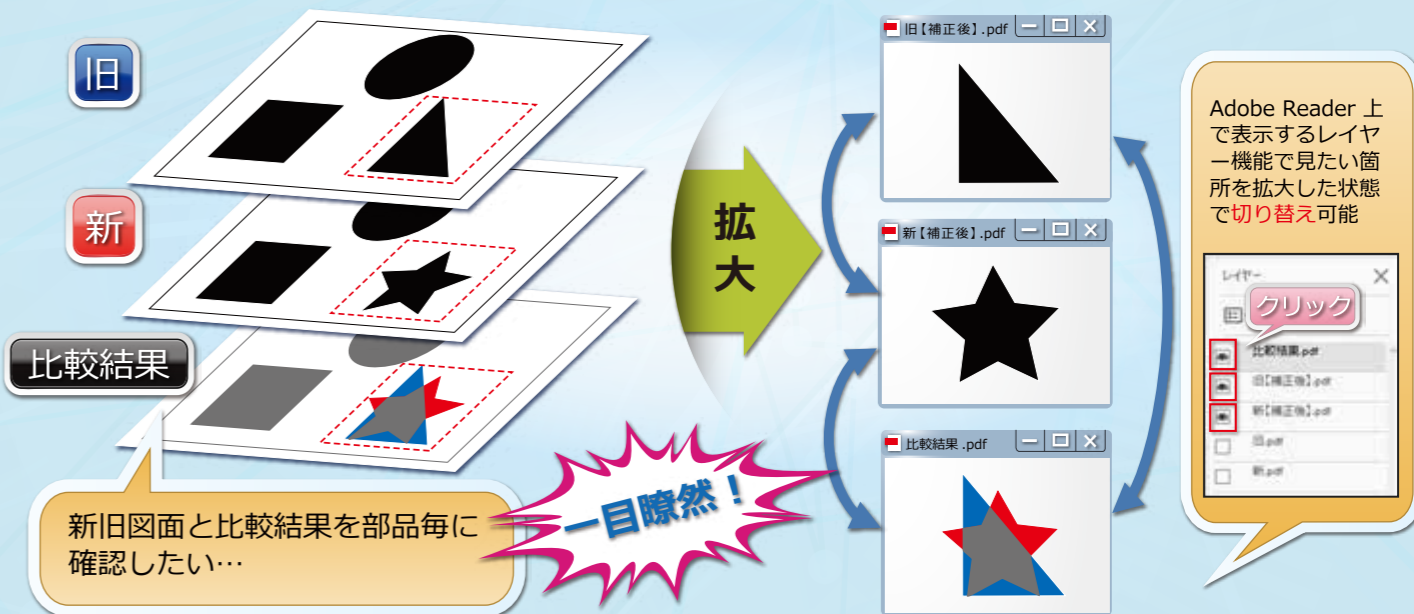 旧
新
比較結果
新旧図面と比較結果を部品毎に
確認したい…
一目瞭然！
拡
大
旧【補正後】.pdf
新【補正後】.pdf
比較結果.pdf
Adobe Reader 上
で表示するレイヤ
ー機能で見たい箇
所を拡大した状態
で切り替え可能
レイヤー
クリック
比較結果.pdf
旧【補正後】.pdf
新【補正後】.pdf
旧.pdf
新.pdf